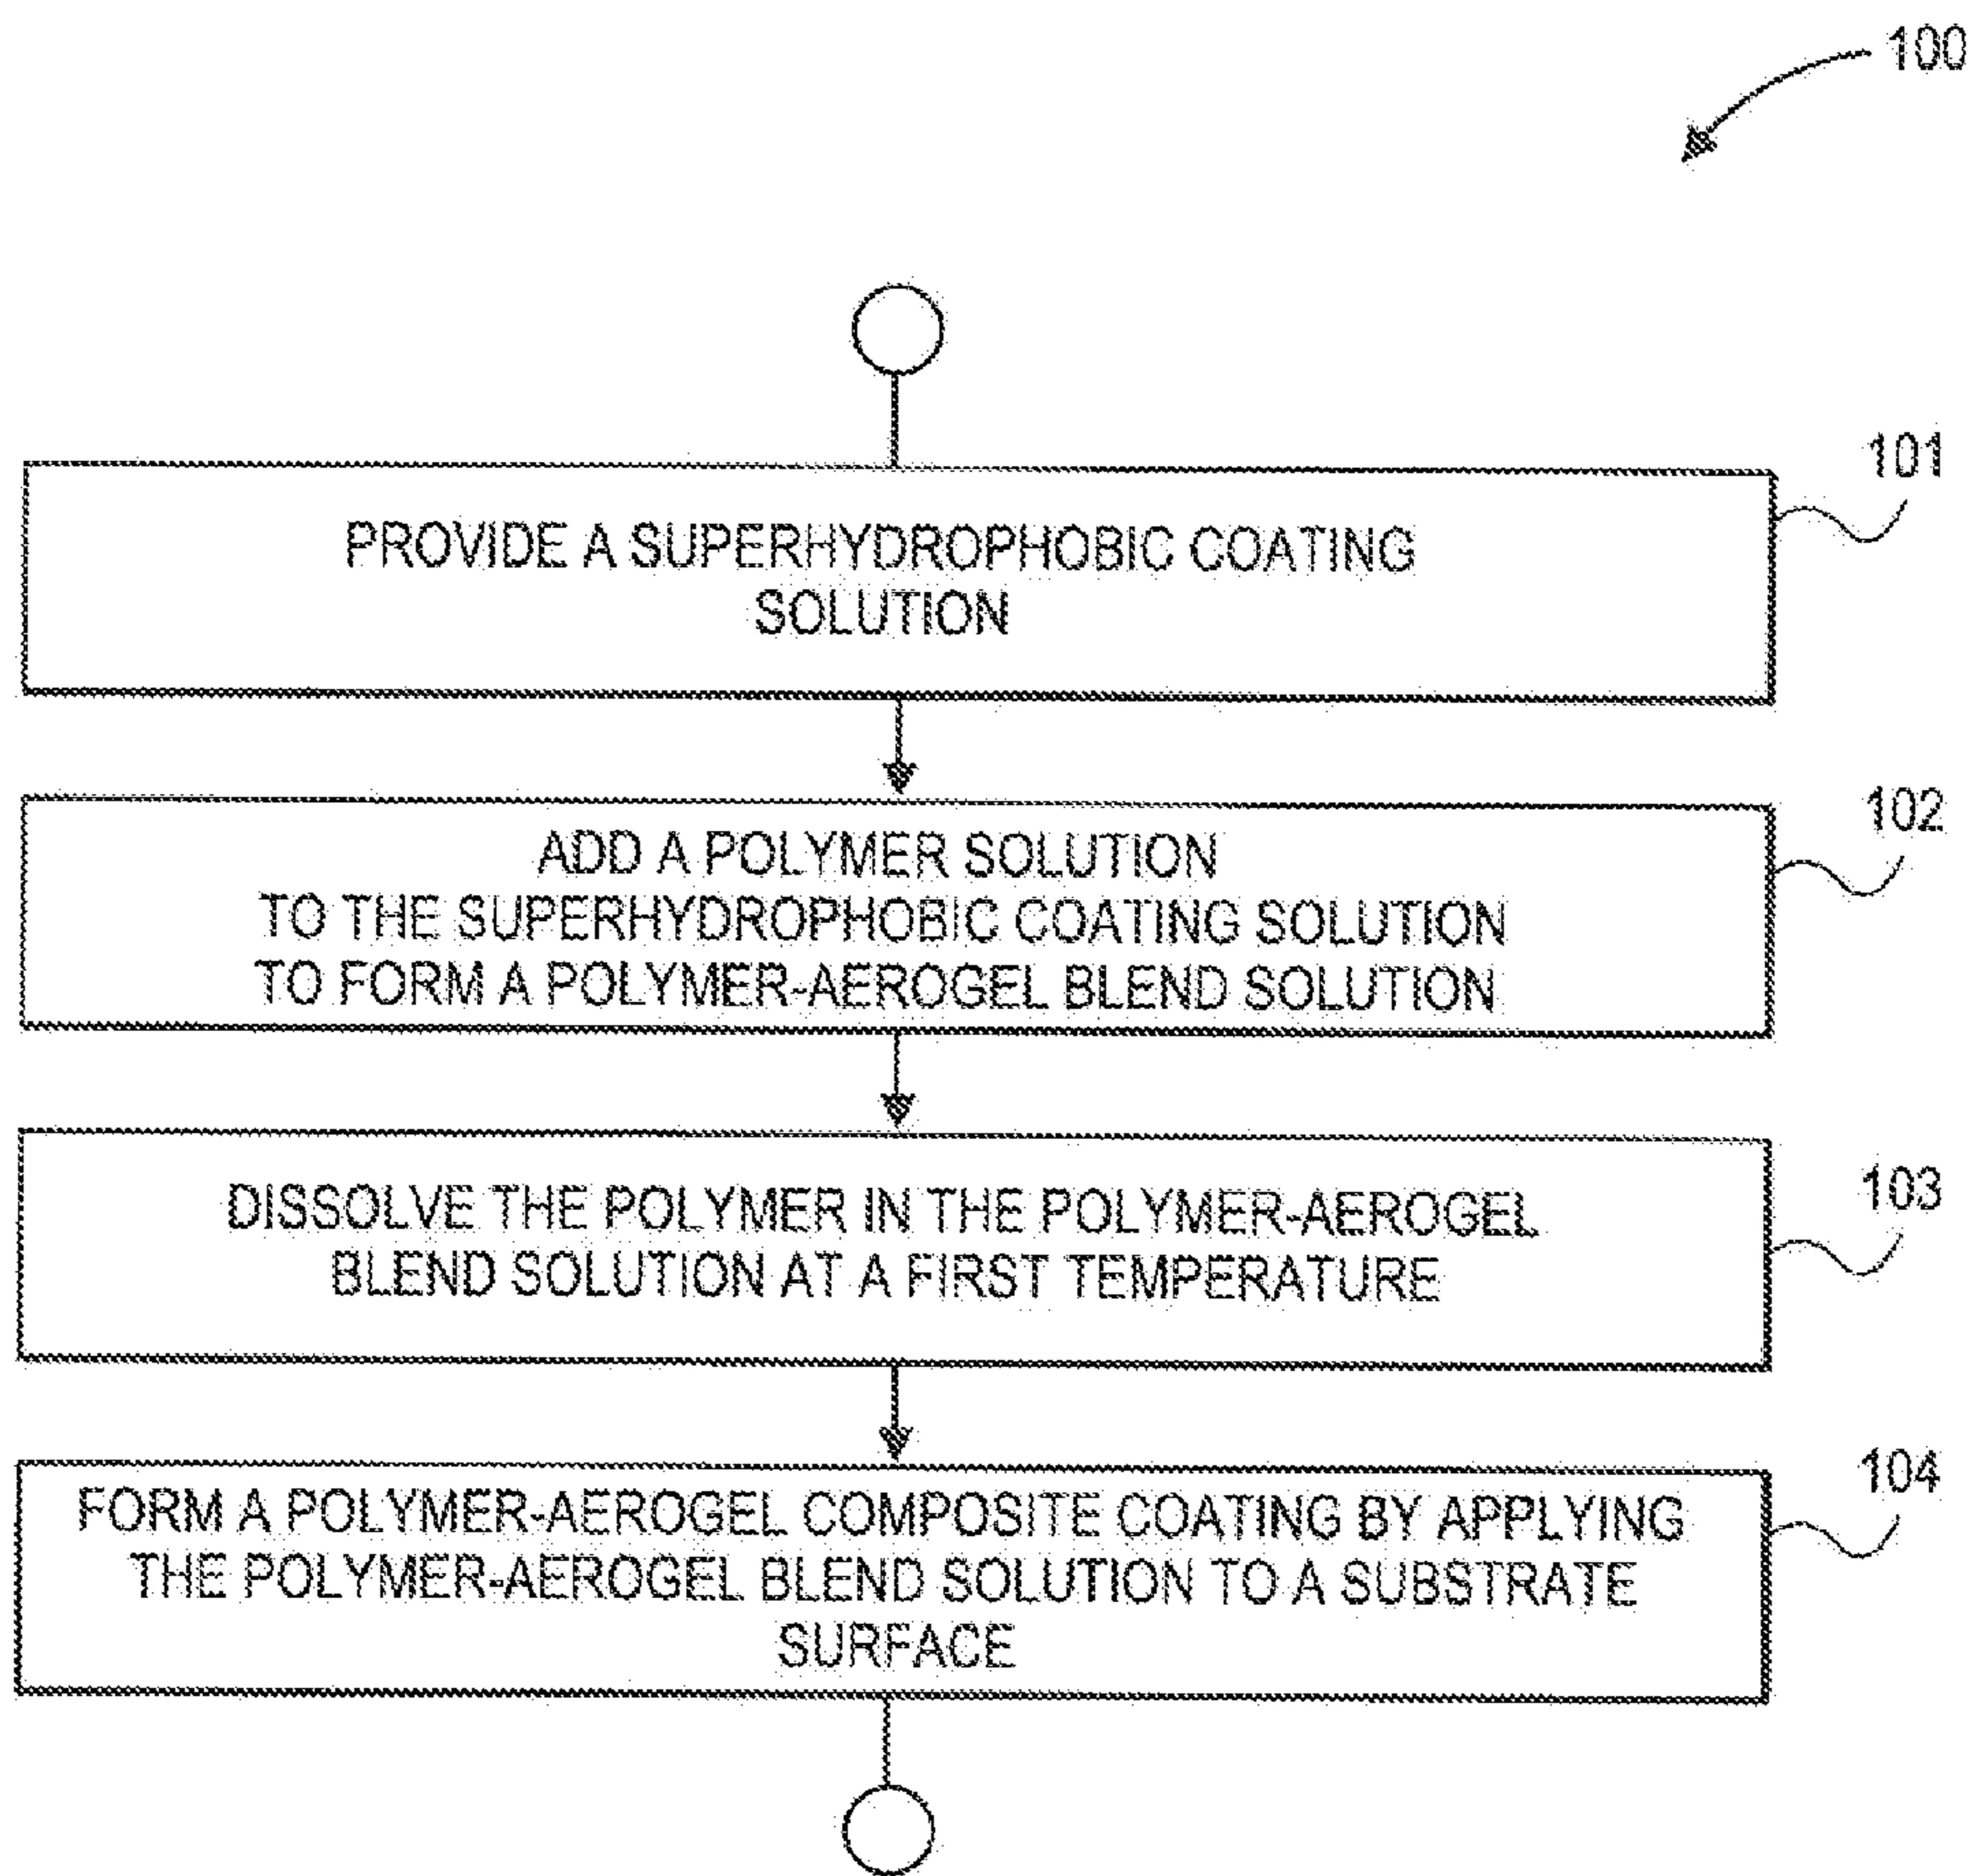 100
101
PROVIDE A SUPERHYDROPHOBIC COATING
SOLUTION
102
ADD A POLYMER SOLUTION
TO THE SUPERHYDROPHOBIC COATING SOLUTION
TO FORM A POLYMER-AEROGEL BLEND SOLUTION
103
DISSOLVE THE POLYMER IN THE POLYMER-AEROGEL
BLEND SOLUTION AT A FIRST TEMPERATURE
104
FORM A POLYMER-AEROGEL COMPOSITE COATING BY APPLYING
THE POLYMER-AEROGEL BLEND SOLUTION TO A SUBSTRATE
SURFACE